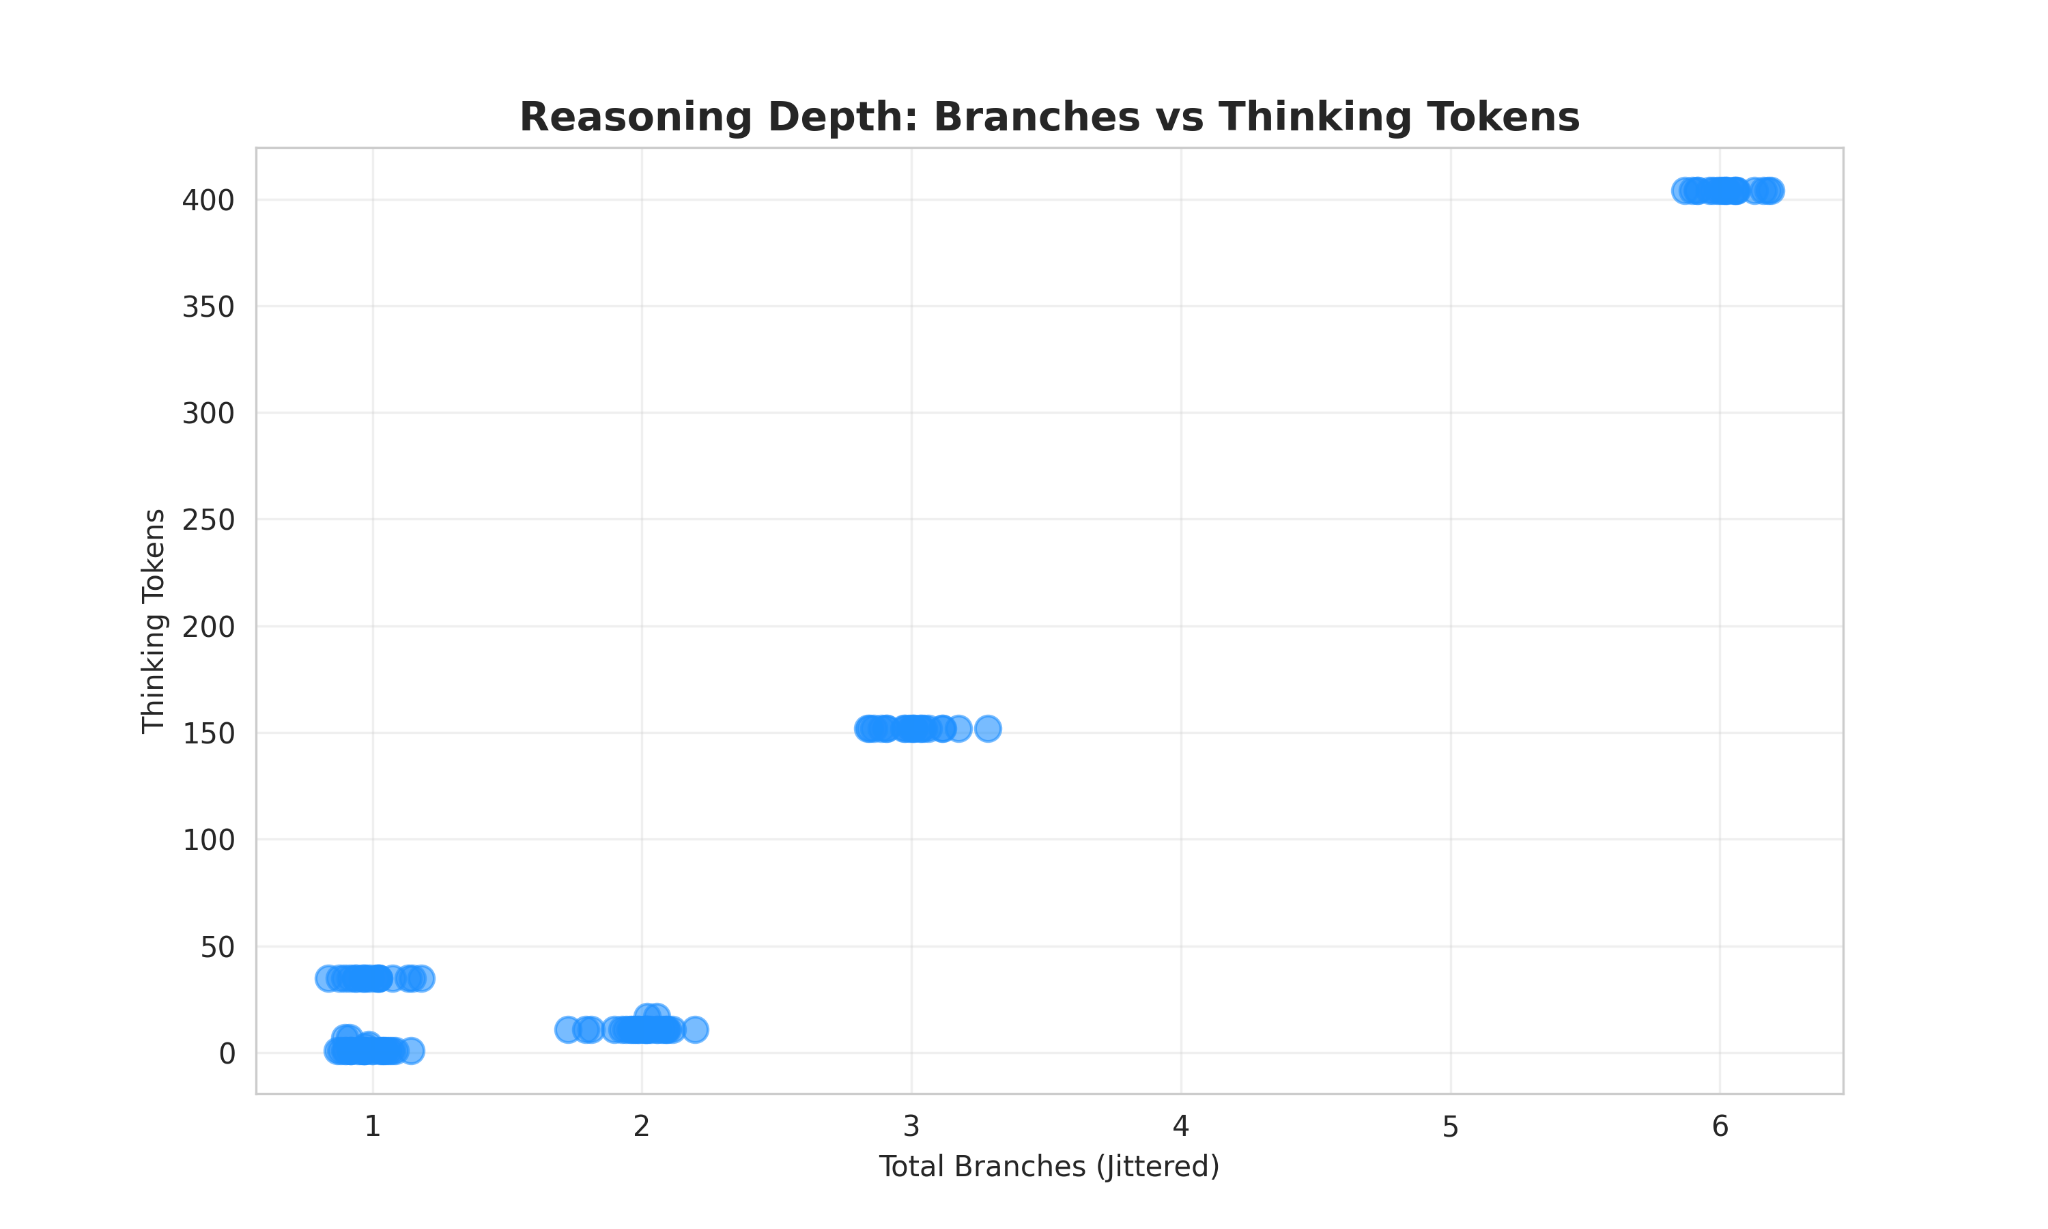 Reasoning Depth: Branches vs Thinking Tokens
Thinking Tokens
400
350
300
250
200
150
100
50
0
1 2 3 4 5 6
Total Branches (Jittered)